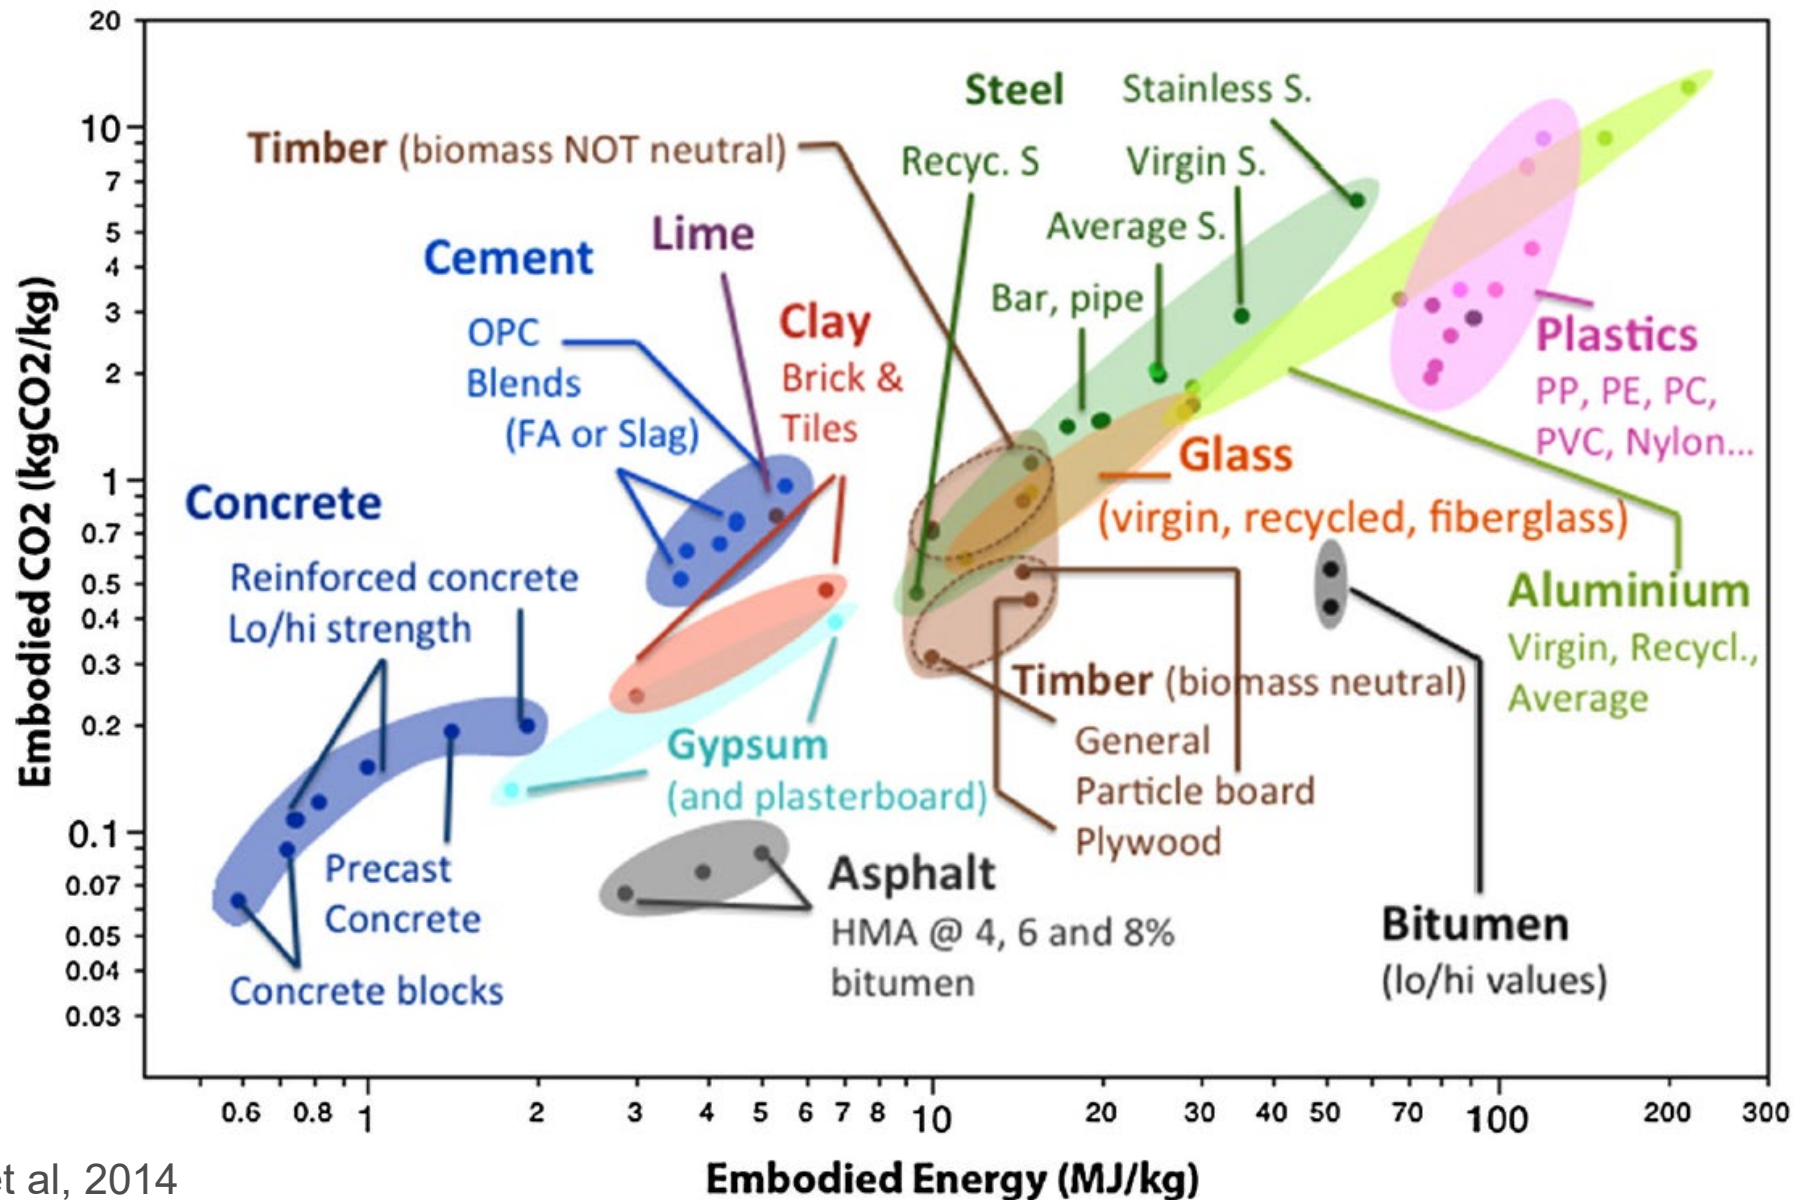 20
10
7
5
4
3
2
1
0.7
0.5
0.4
0.3
0.2
0.1
0.07
0.05
0.04
0.03
Embodied CO2 (kgCO2/kg)
Steel
Stainless S.
Timber (biomass NOT neutral)
Recyc. S
Virgin S.
Average S.
Bar, pipe
Lime
Cement
OPC
Blends
(FA or Slag)
Clay
Brick &
Tiles
Plastics
PP, PE, PC,
PVC, Nylon...
Glass
(virgin, recycled, fiberglass)
Concrete
Reinforced concrete
Lo/hi strength
Aluminium
Virgin, Recycl.,
Average
Timber (biomass neutral)
General
Particle board
Plywood
Gypsum
(and plasterboard)
Precast
Concrete
Concrete blocks
Asphalt
HMA @ 4, 6 and 8%
bitumen
Bitumen
(lo/hi values)
0.6 0.8 1 2 3 4 5 6 7 8 10 20 30 40 50 70 100 200 300
Embodied Energy (MJ/kg)
et al, 2014